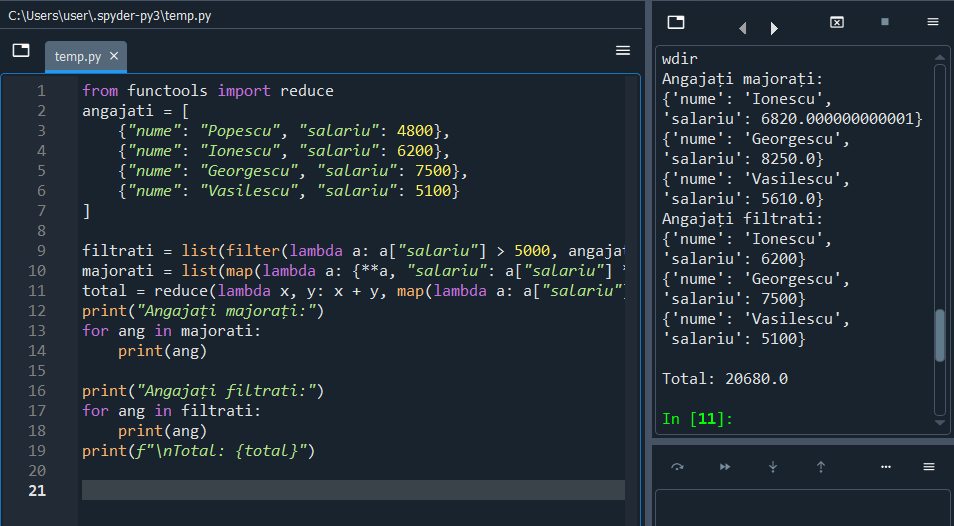 C:\Users\user\.spyder-py3\temp.py
temp.py
1 from functools import reduce
2 angajati = [
3 {"nume": "Popescu", "salariu": 4800},
4 {"nume": "Ionescu", "salariu": 6200},
5 {"nume": "Georgescu", "salariu": 7500},
6 {"nume": "Vasilescu", "salariu": 5100}
7 ]
8
9 filtrati = list(filter(lambda a: a["salariu"] > 5000, angajat
10 majorati = list(map(lambda a: {**a, "salariu": a["salariu"] *
11 total = reduce(lambda x, y: x + y, map(lambda a: a["salariu"]
12 print("Angajați majorați:")
13 for ang in majorati:
14 print(ang)
15
16 print("Angajați filtrati:")
17 for ang in filtrati:
18 print(ang)
19 print(f"\nTotal: {total}")
20
21
wdir
Angajați majorați:
{'nume': 'Ionescu',
'salariu': 6820.000000000001}
{'nume': 'Georgescu',
'salariu': 8250.0}
{'nume': 'Vasilescu',
'salariu': 5610.0}
Angajați filtrati:
{'nume': 'Ionescu',
'salariu': 6200}
{'nume': 'Georgescu',
'salariu': 7500}
{'nume': 'Vasilescu',
'salariu': 5100}
Total: 20680.0
In [11]: